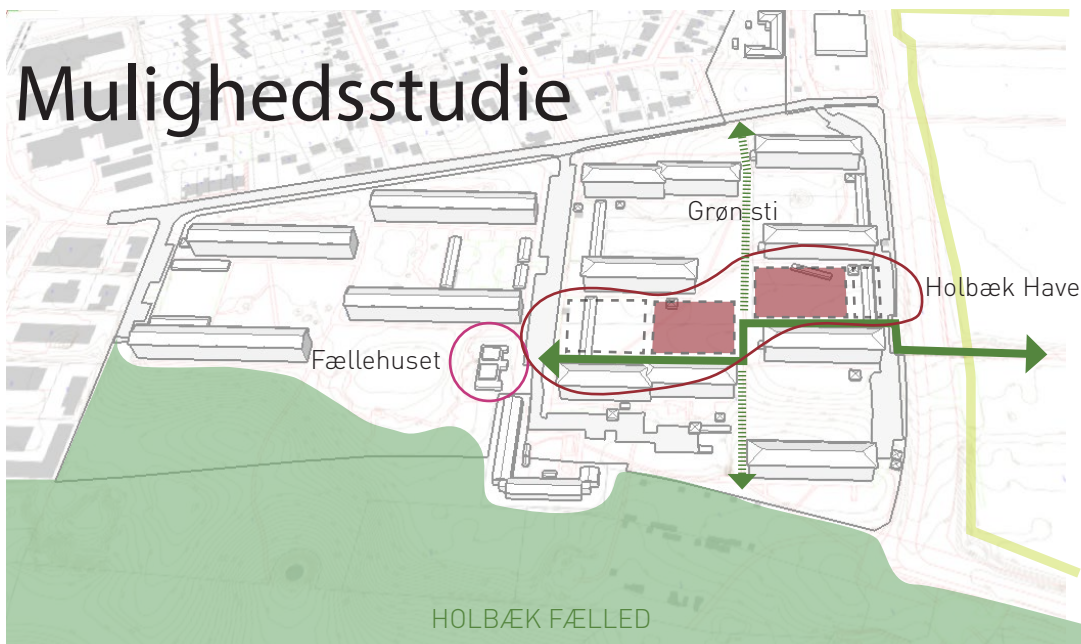 Mulighedsstudie
Grøn sti
Holbæk Have
Fællehuset
HOLBÆK FÆLLED